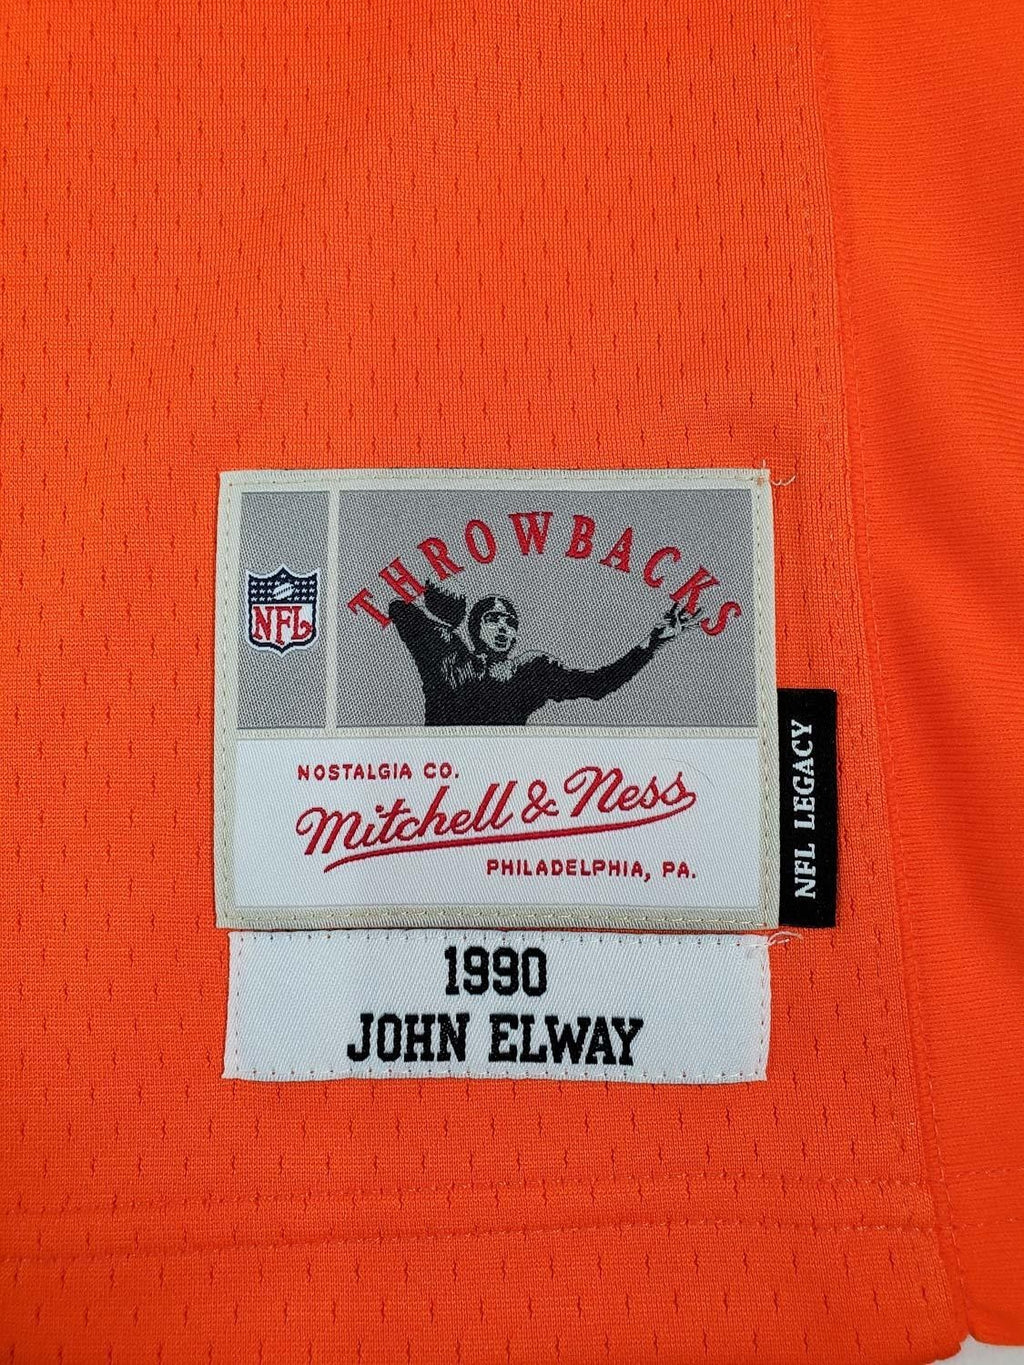 THROWBACKS
NFL
NOSTALGIA CO.
Mitchell & Ness
PHILADELPHIA, PA.
NFL LEGACY
1990
JOHN ELWAY